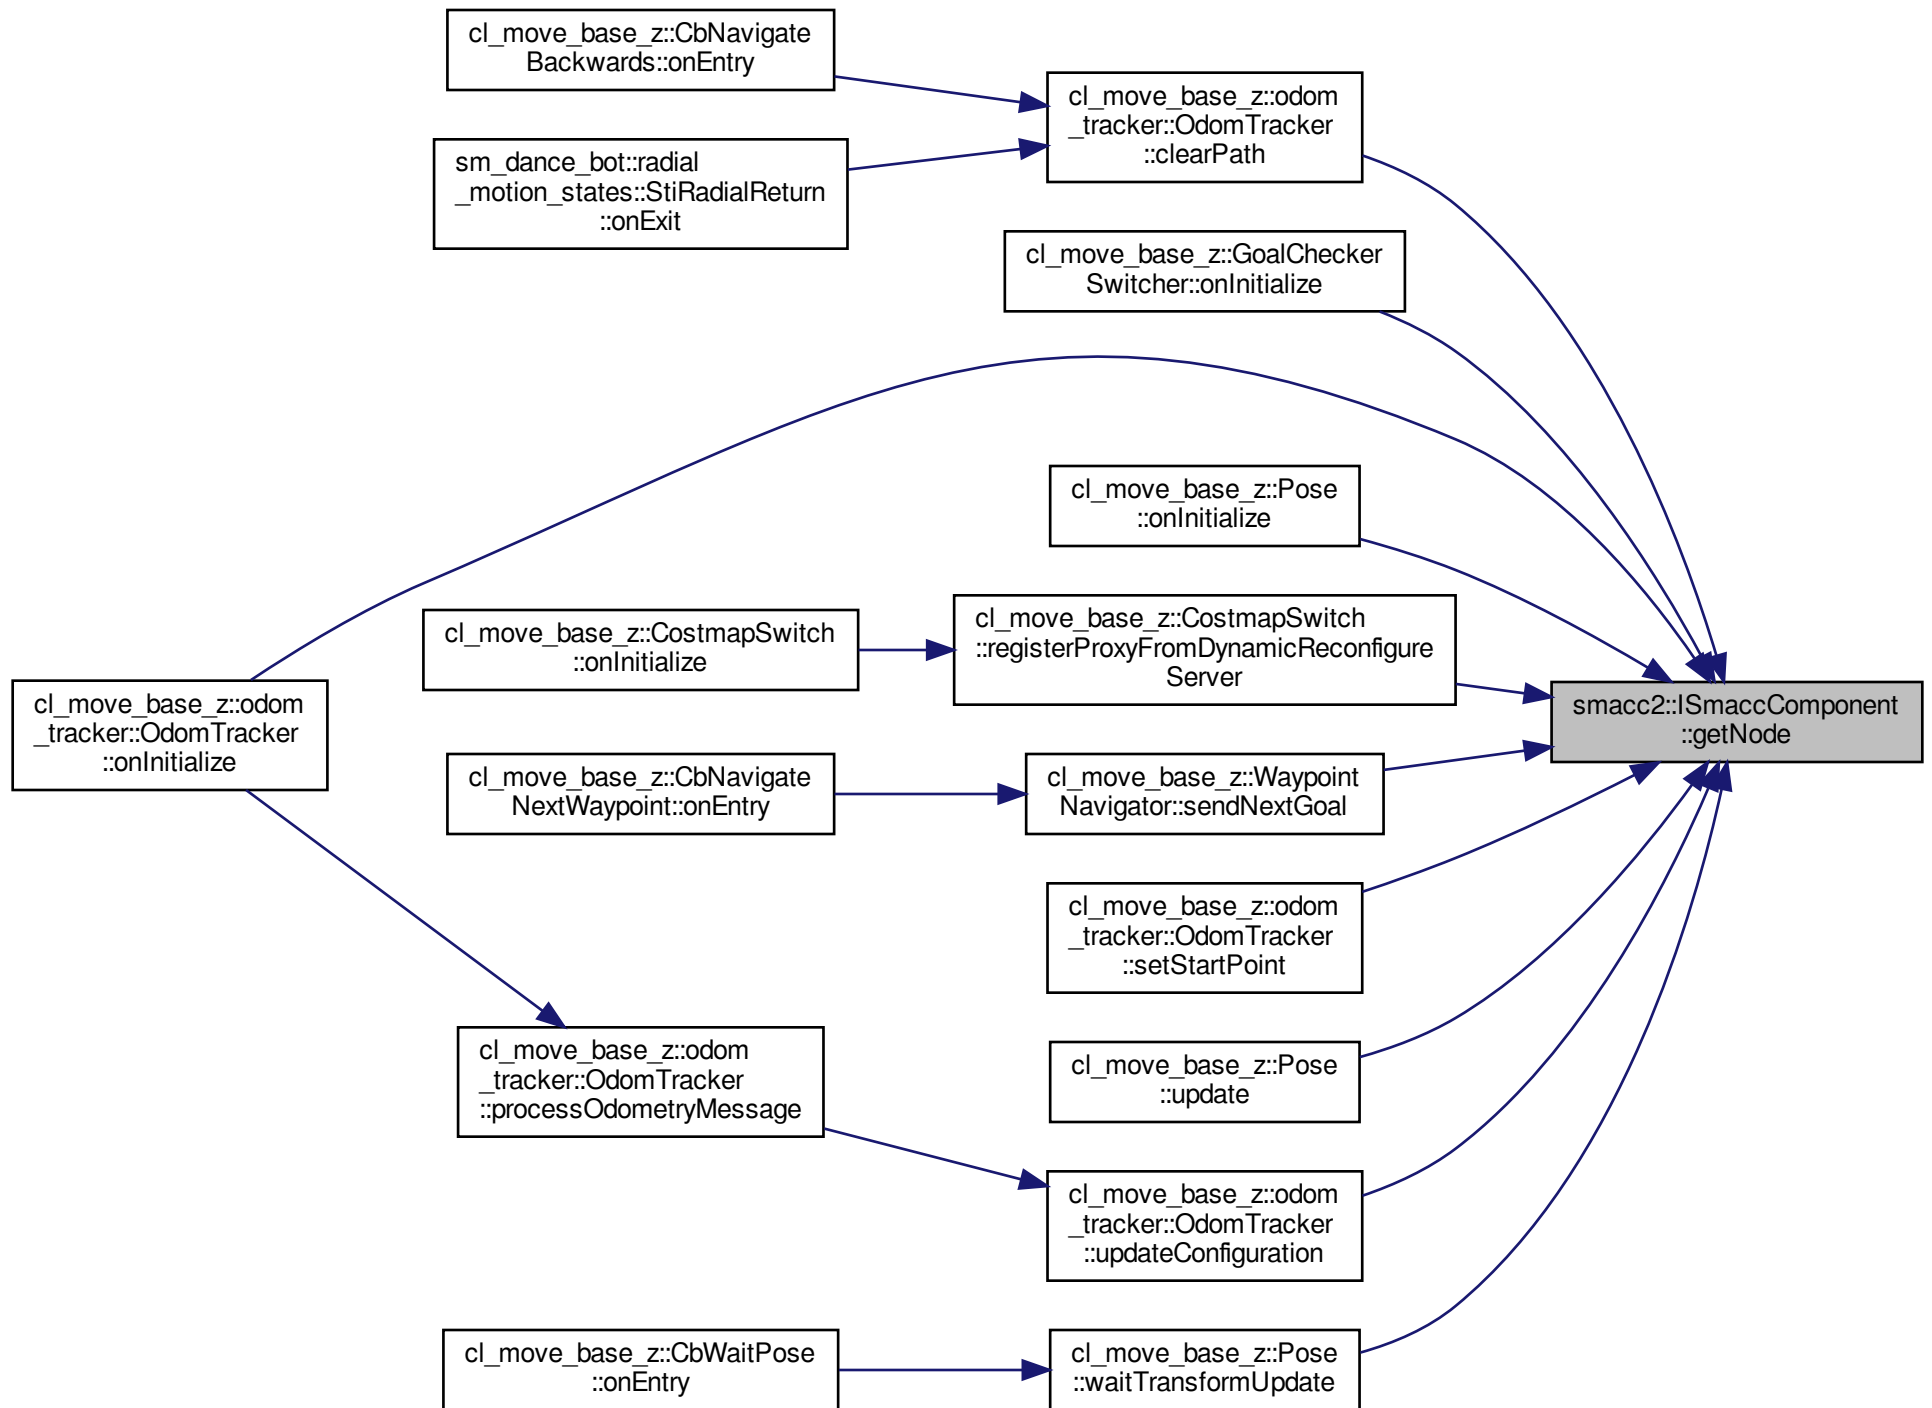 cl_move_base_z::CbNavigate
Backwards::onEntry
cl_move_base_z::odom
_tracker::OdomTracker
::clearPath
sm_dance_bot::radial
_motion_states::StiRadialReturn
::onExit
cl_move_base_z::GoalChecker
Switcher::onInitialize
cl_move_base_z::Pose
::onInitialize
cl_move_base_z::CostmapSwitch
::onInitialize
cl_move_base_z::CostmapSwitch
::registerProxyFromDynamicReconfigure
Server
smacc2::ISmaccComponent
::getNode
cl_move_base_z::odom
_tracker::OdomTracker
::onInitialize
cl_move_base_z::CbNavigate
NextWaypoint::onEntry
cl_move_base_z::Waypoint
Navigator::sendNextGoal
cl_move_base_z::odom
_tracker::OdomTracker
::setStartPoint
cl_move_base_z::odom
_tracker::OdomTracker
::processOdometryMessage
cl_move_base_z::Pose
::update
cl_move_base_z::odom
_tracker::OdomTracker
::updateConfiguration
cl_move_base_z::CbWaitPose
::onEntry
cl_move_base_z::Pose
::waitTransformUpdate